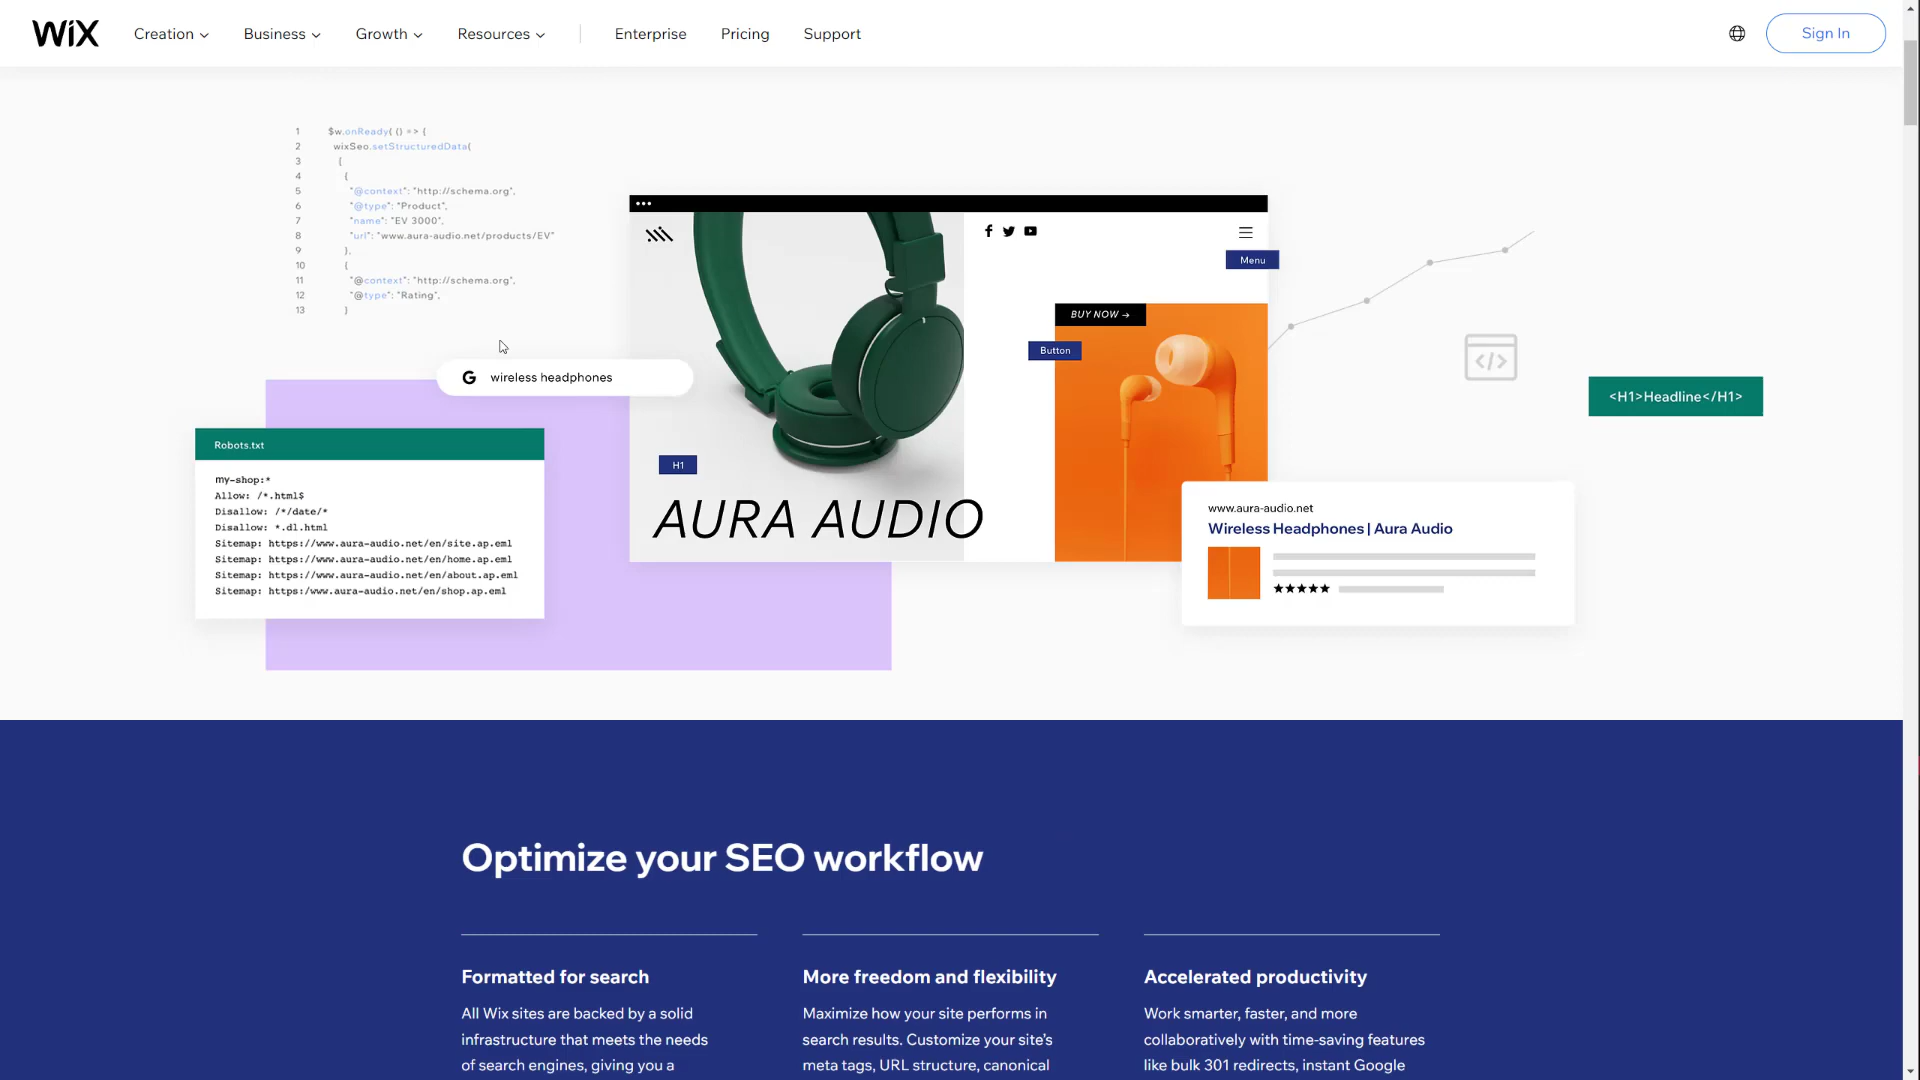 WiX
Creation
Business
Growth
Resources
Enterprise
Pricing
Support
Sign In
1 $w.onReady( () => {
2 wixSeo.setStructuredData(
3 {
4 {
5 "@context": "http://schema.org",
6 "@type": "Product",
7 "name": "EV 3000",
8 "url": "www.aura-audio.net/products/EV"
9 },
10 {
11 "@context": "http://schema.org",
12 "@type": "Rating",
13 }
Menu
BUY NOW →
Button
G wireless headphones
</>
<H1>Headline</H1>
Robots.txt
my-shop:*
Allow: /*.html$
Disallow: /*/date/*
Disallow: *.dl.html
Sitemap: https://www.aura-audio.net/en/site.ap.eml
Sitemap: https://www.aura-audio.net/en/home.ap.eml
Sitemap: https://www.aura-audio.net/en/about.ap.eml
Sitemap: https:/www.aura-audio.net/en/shop.ap.eml
H1
AURA AUDIO
www.aura-audio.net
Wireless Headphones | Aura Audio
★★★★★
Optimize your SEO workflow
Formatted for search
All Wix sites are backed by a solid
infrastructure that meets the needs
of search engines, giving you a
More freedom and flexibility
Maximize how your site performs in
search results. Customize your site's
meta tags, URL structure, canonical
Accelerated productivity
Work smarter, faster, and more
collaboratively with time-saving features
like bulk 301 redirects, instant Google